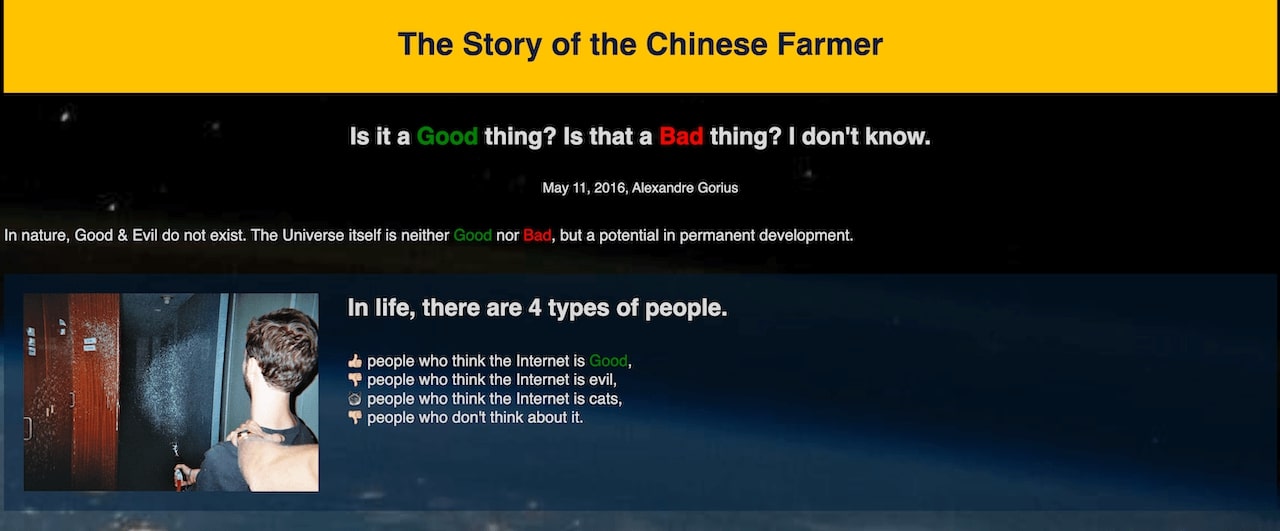 The Story of the Chinese Farmer
Is it a Good thing? Is that a Bad thing? I don't know.
May 11, 2016, Alexandre Gorius
In nature, Good & Evil do not exist. The Universe itself is neither Good nor Bad, but a potential in permanent development.
In life, there are 4 types of people.
👍🏼 people who think the Internet is Good,
👎🏼 people who think the Internet is evil,
people who think the Internet is cats,
👎🏼 people who don't think about it.